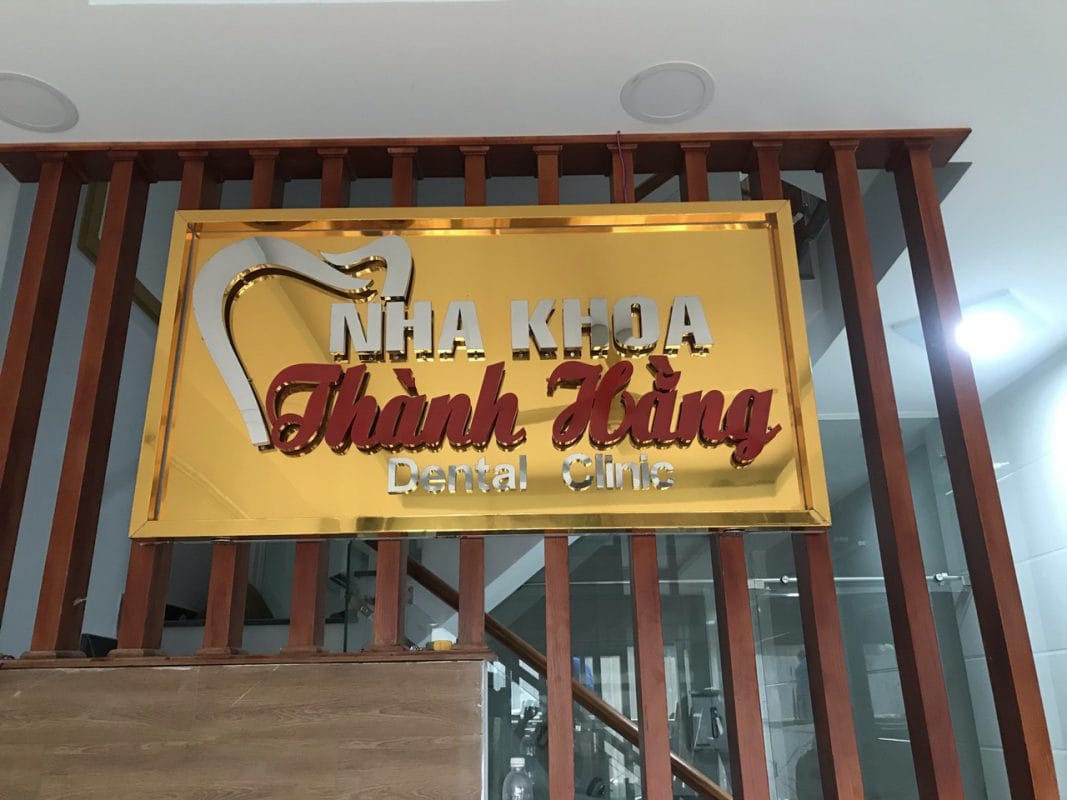 NHA KHOA
Thành Hằng
Dental Clinic